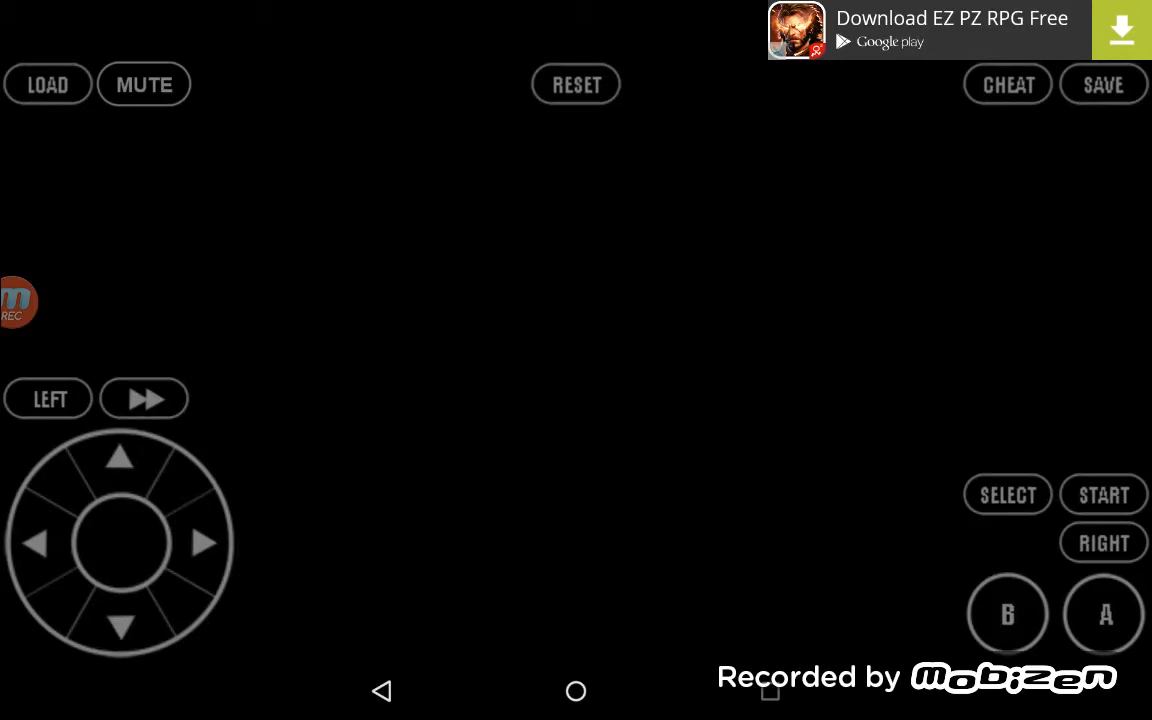 Download EZ PZ RPG Free
Google play
LOAD
MUTE
RESET
CHEAT
SAVE
m
REC
LEFT
SELECT
START
RIGHT
B
A
Recorded by mobizen